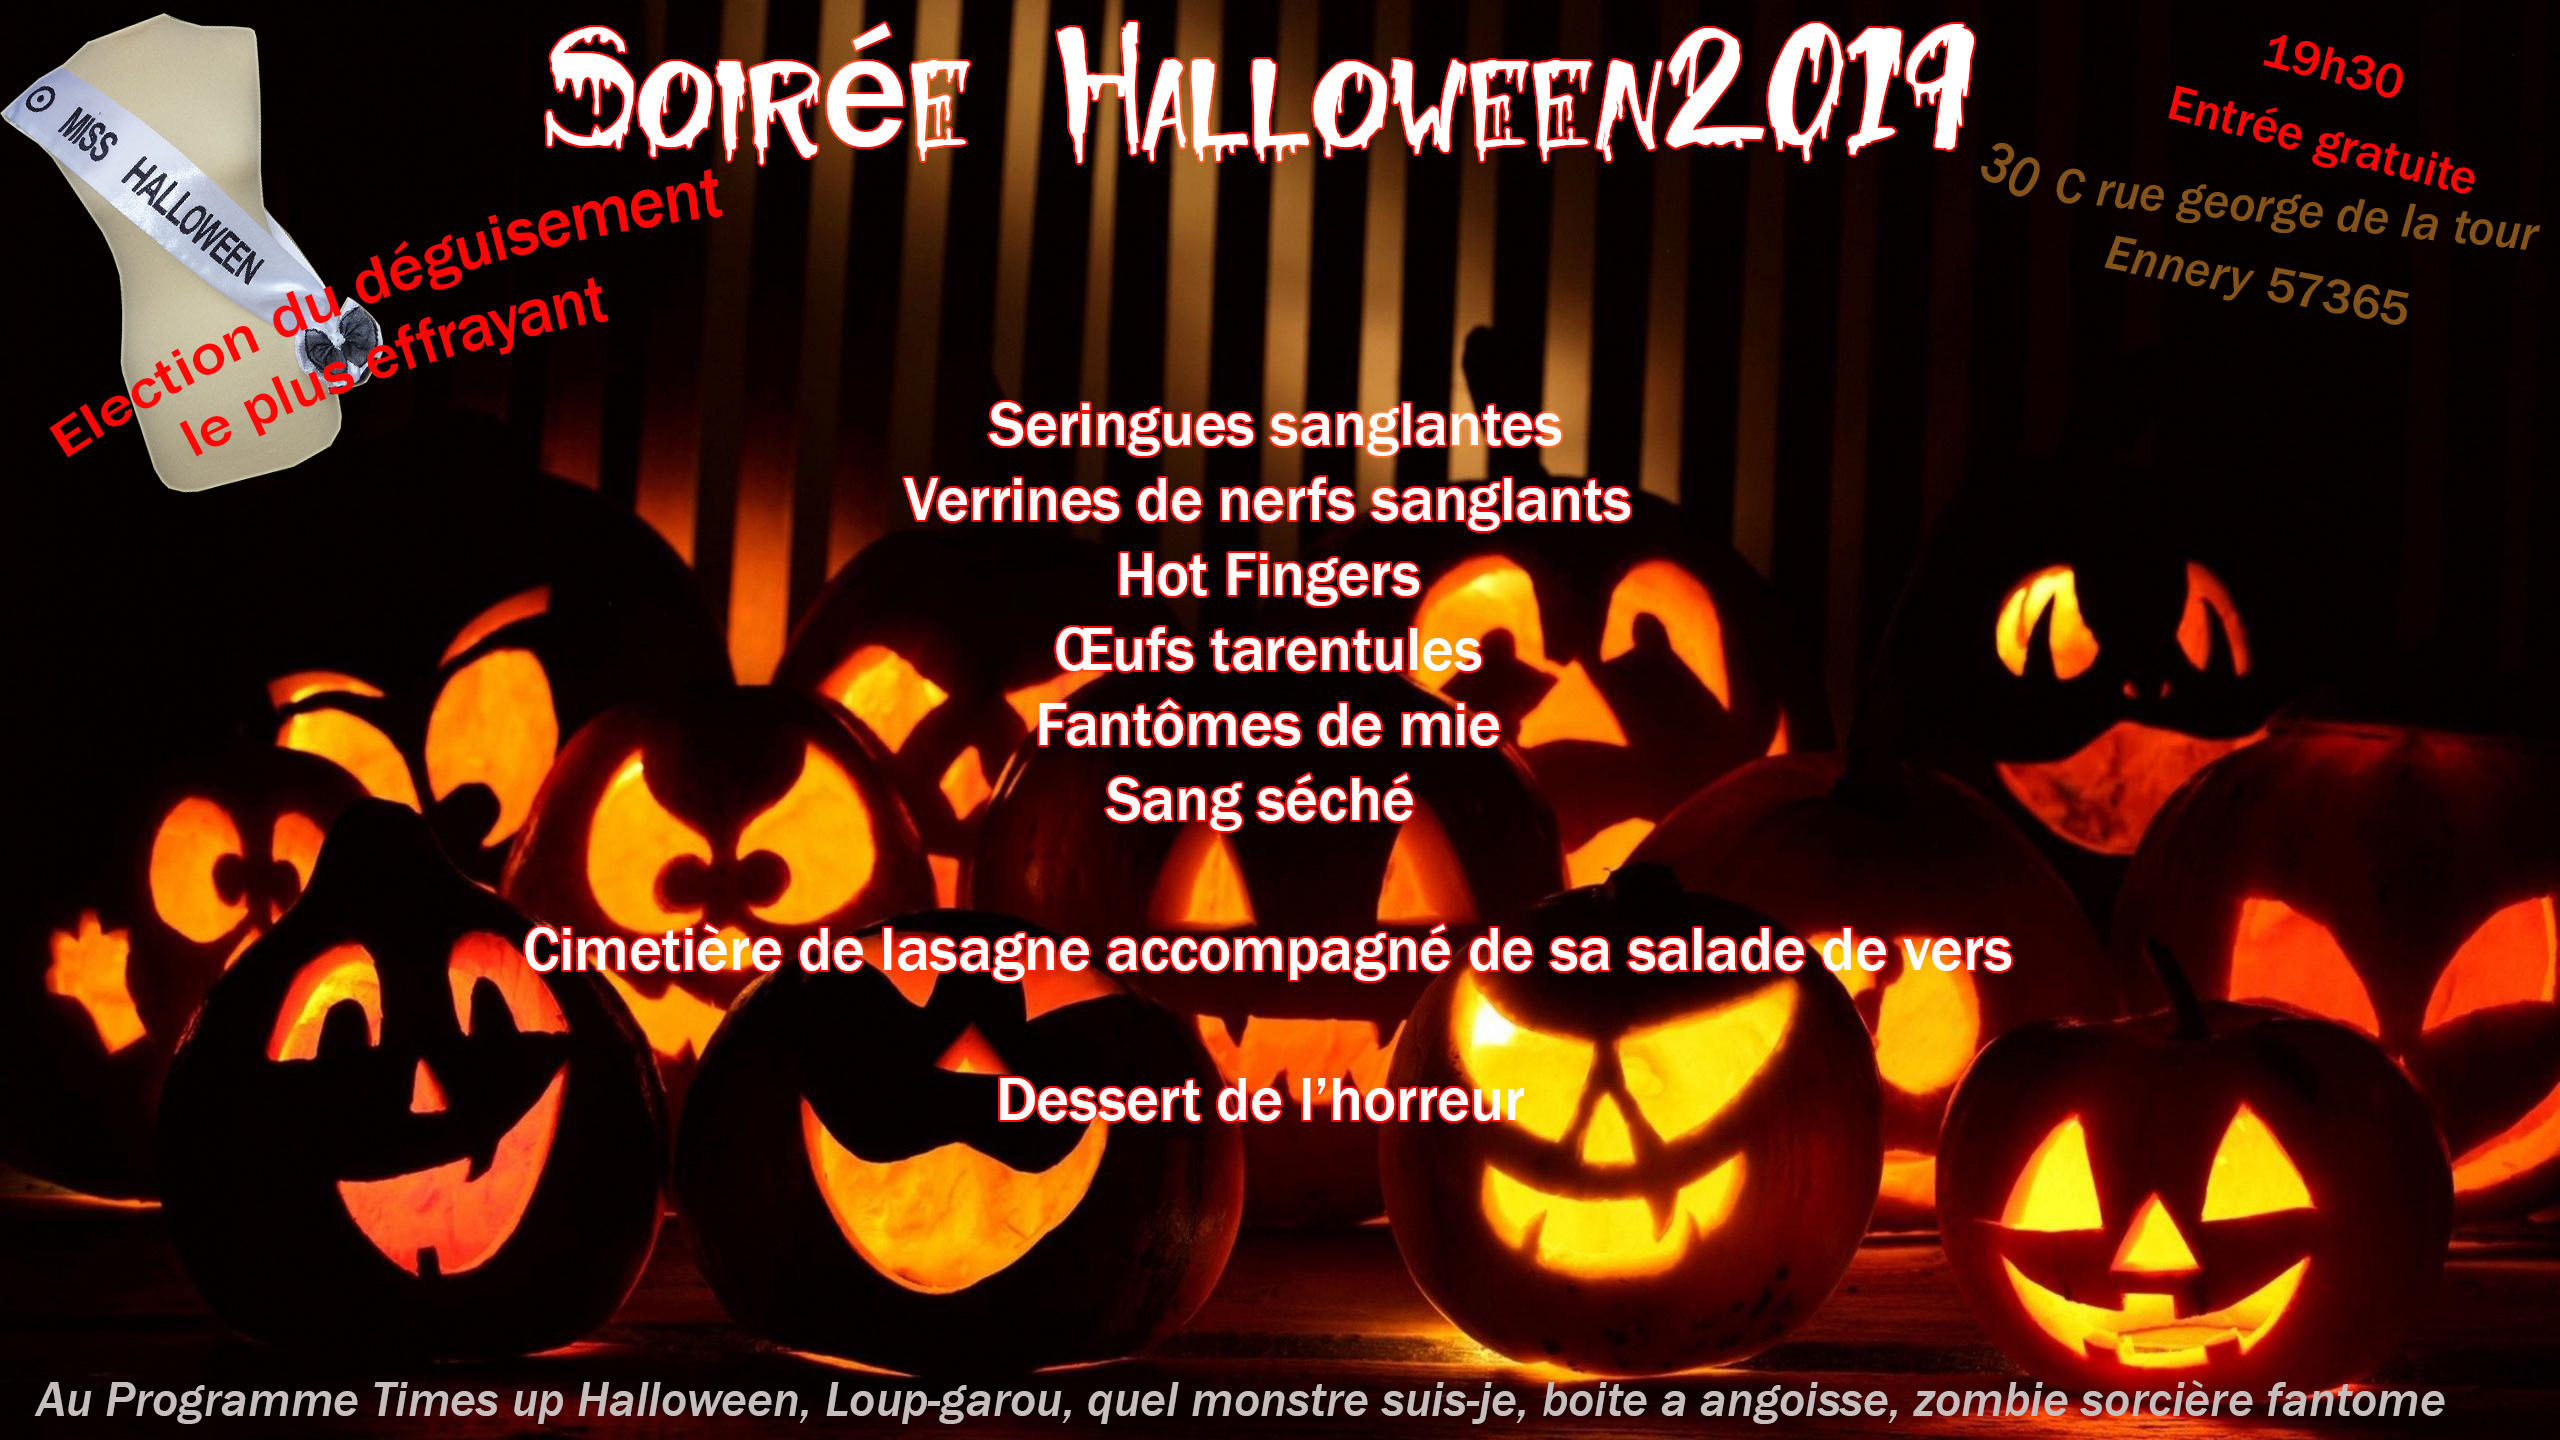 Soirée Halloween2019
19h30
Entrée gratuite
30 C rue george de la tour
Ennery 57365
MISS HALLOWEEN
Election du déguisement
le plus effrayant
Seringues sanglantes
Verrines de nerfs sanglants
Hot Fingers
Œufs tarentules
Fantômes de mie
Sang séché
Cimetière de lasagne accompagné de sa salade de vers
Dessert de l’horreur
Au Programme Times up Halloween, Loup-garou, quel monstre suis-je, boite a angoisse, zombie sorcière fantome